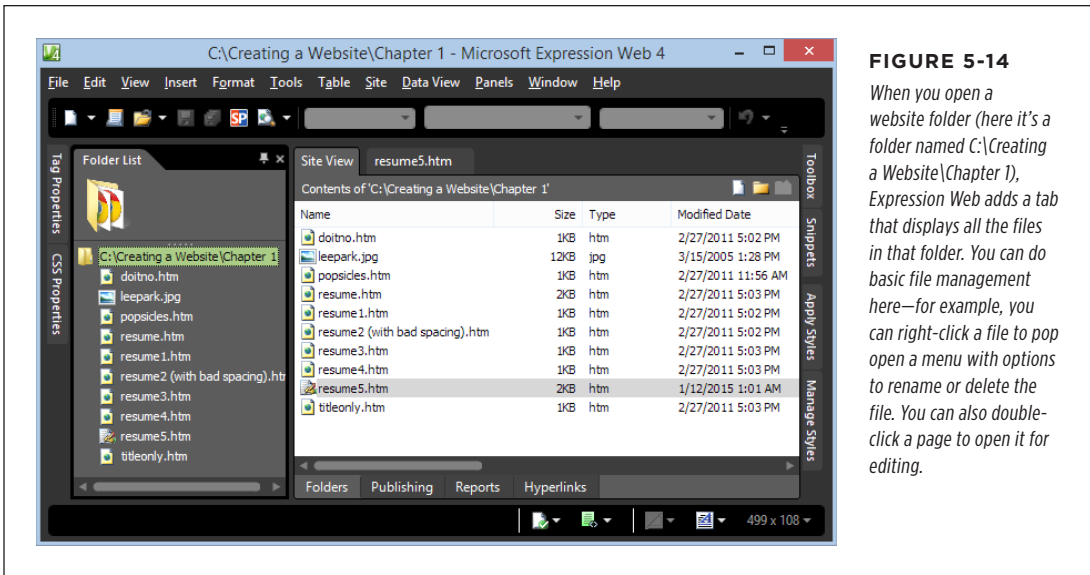 C:\Creating a Website\Chapter 1 - Microsoft Expression Web 4
File Edit View Insert Format Tools Table Site Data View Panels Window Help
SP
Tag Properties
CSS Properties
Folder List
C:\Creating a Website\Chapter 1
doitno.htm
leepark.jpg
popsicles.htm
resume.htm
resume1.htm
resume2 (with bad spacing).htm
resume3.htm
resume4.htm
resume5.htm
titleonly.htm
Site View resume5.htm
Contents of 'C:\Creating a Website\Chapter 1'
Name Size Type Modified Date
doitno.htm 1KB htm 2/27/2011 5:02 PM
leepark.jpg 12KB jpg 3/15/2005 1:28 PM
popsicles.htm 1KB htm 2/27/2011 11:56 AM
resume.htm 2KB htm 2/27/2011 5:03 PM
resume1.htm 1KB htm 2/27/2011 5:02 PM
resume2 (with bad spacing).htm 1KB htm 2/27/2011 5:02 PM
resume3.htm 1KB htm 2/27/2011 5:03 PM
resume4.htm 1KB htm 2/27/2011 5:03 PM
resume5.htm 2KB htm 1/12/2015 1:01 AM
titleonly.htm 1KB htm 2/27/2011 5:03 PM
Folders Publishing Reports Hyperlinks
Toolbox
Snippets
Apply Styles
Manage Styles
499 x 108
FIGURE 5-14
When you open a
website folder (here it's a
folder named C:\Creating
a Website\Chapter 1),
Expression Web adds a tab
that displays all the files
in that folder. You can do
basic file management
here—for example, you
can right-click a file to pop
open a menu with options
to rename or delete the
file. You can also double-
click a page to open it for
editing.